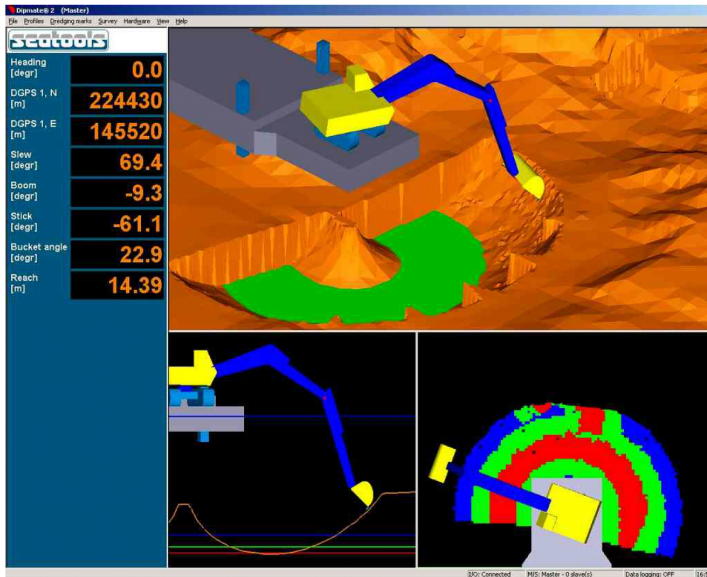 Dipmate® 2 (Master)
File Profiles Dredging marks Survey Hardware View Help
seatools
Heading
[degr]
0.0
DGPS 1, N
[m]
224430
DGPS 1, E
[m]
145520
Slew
[degr]
69.4
Boom
[degr]
-9.3
Stick
[degr]
-61.1
Bucket angle
[degr]
22.9
Reach
[m]
14.39
I/O: Connected M/S: Master - 0 slave(s) Data logging: OFF